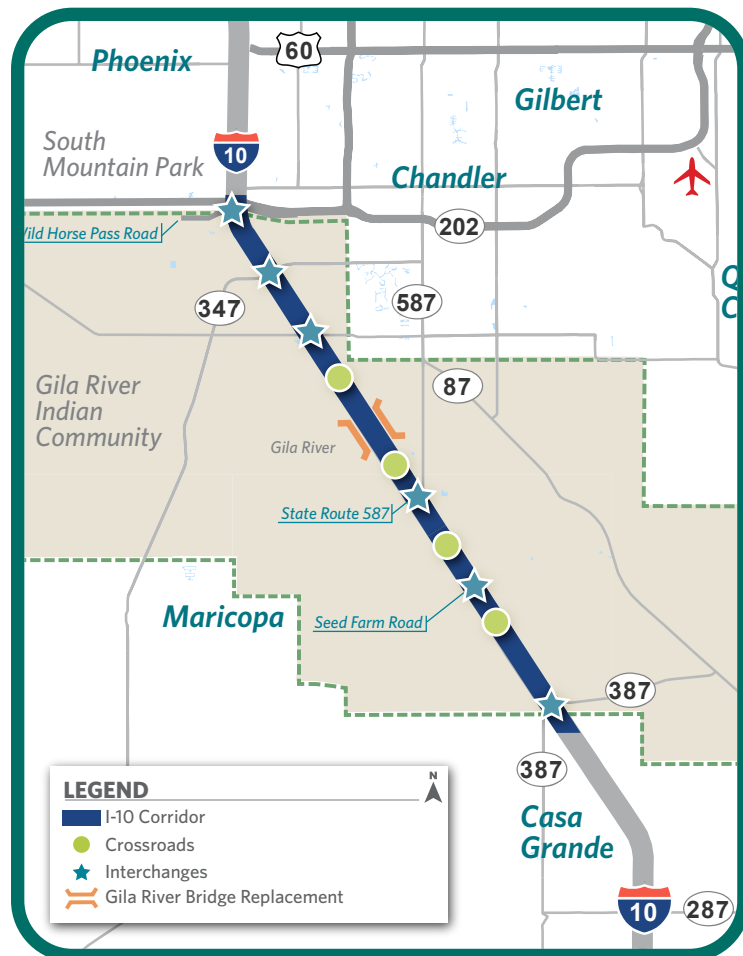 60
Phoenix
Gilbert
South
Mountain Park
10
Chandler
202
ild Horse Pass Road
Q
C
347
587
87
Gila River
Indian
Community
Gila River
State Route 587
Maricopa
Seed Farm Road
387
387
Casa
Grande
10
287
LEGEND
N
I-10 Corridor
Crossroads
Interchanges
Gila River Bridge Replacement